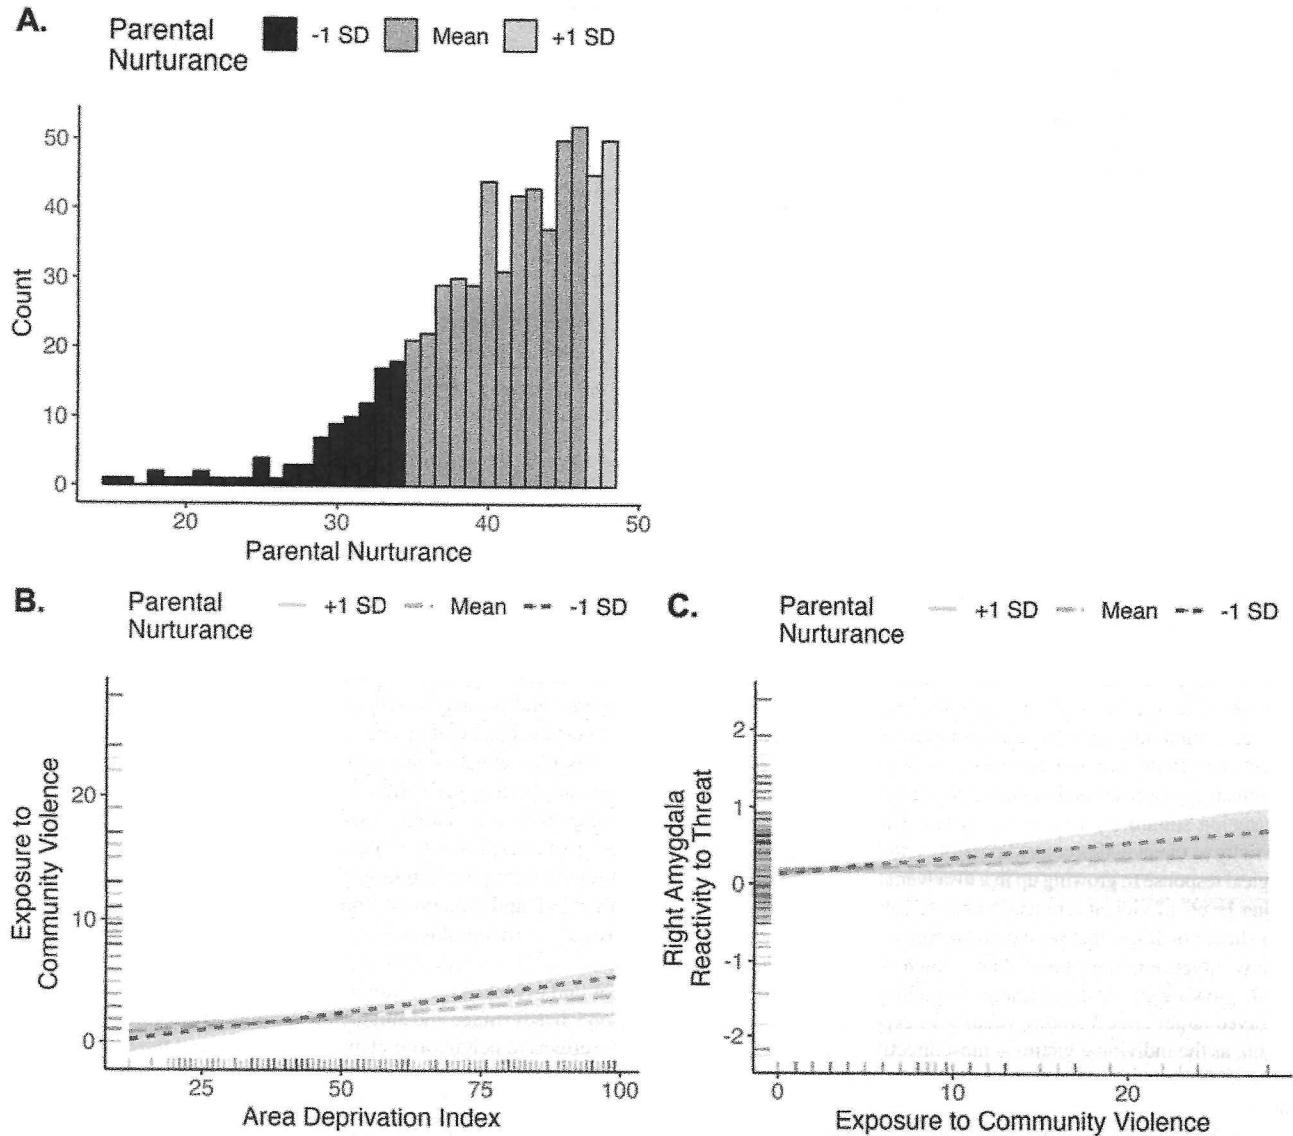 A.
Parental
Nurturance
-1 SD
Mean
+1 SD
50
40
30
20
10
0
Count
20
30
40
50
Parental Nurturance
B.
Parental
Nurturance
+1 SD
Mean
-1 SD
Exposure to
Community Violence
20
10
0
25
50
75
100
Area Deprivation Index
C.
Parental
Nurturance
+1 SD
Mean
-1 SD
Right Amygdala
Reactivity to Threat
2
1
0
-1
-2
0
10
20
Exposure to Community Violence